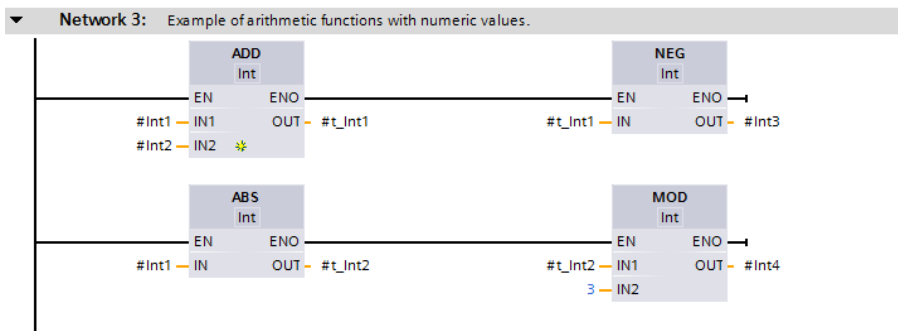 Network 3: Example of arithmetic functions with numeric values.
ADD NEG
Int Int
EN ENO EN ENO
#Int1 IN1 OUT #t_Int1 #t_Int1 IN OUT #Int3
#Int2 IN2
ABS MOD
Int Int
EN ENO EN ENO
#Int1 IN OUT #t_Int2 #t_Int2 IN1 OUT #Int4
3 IN2